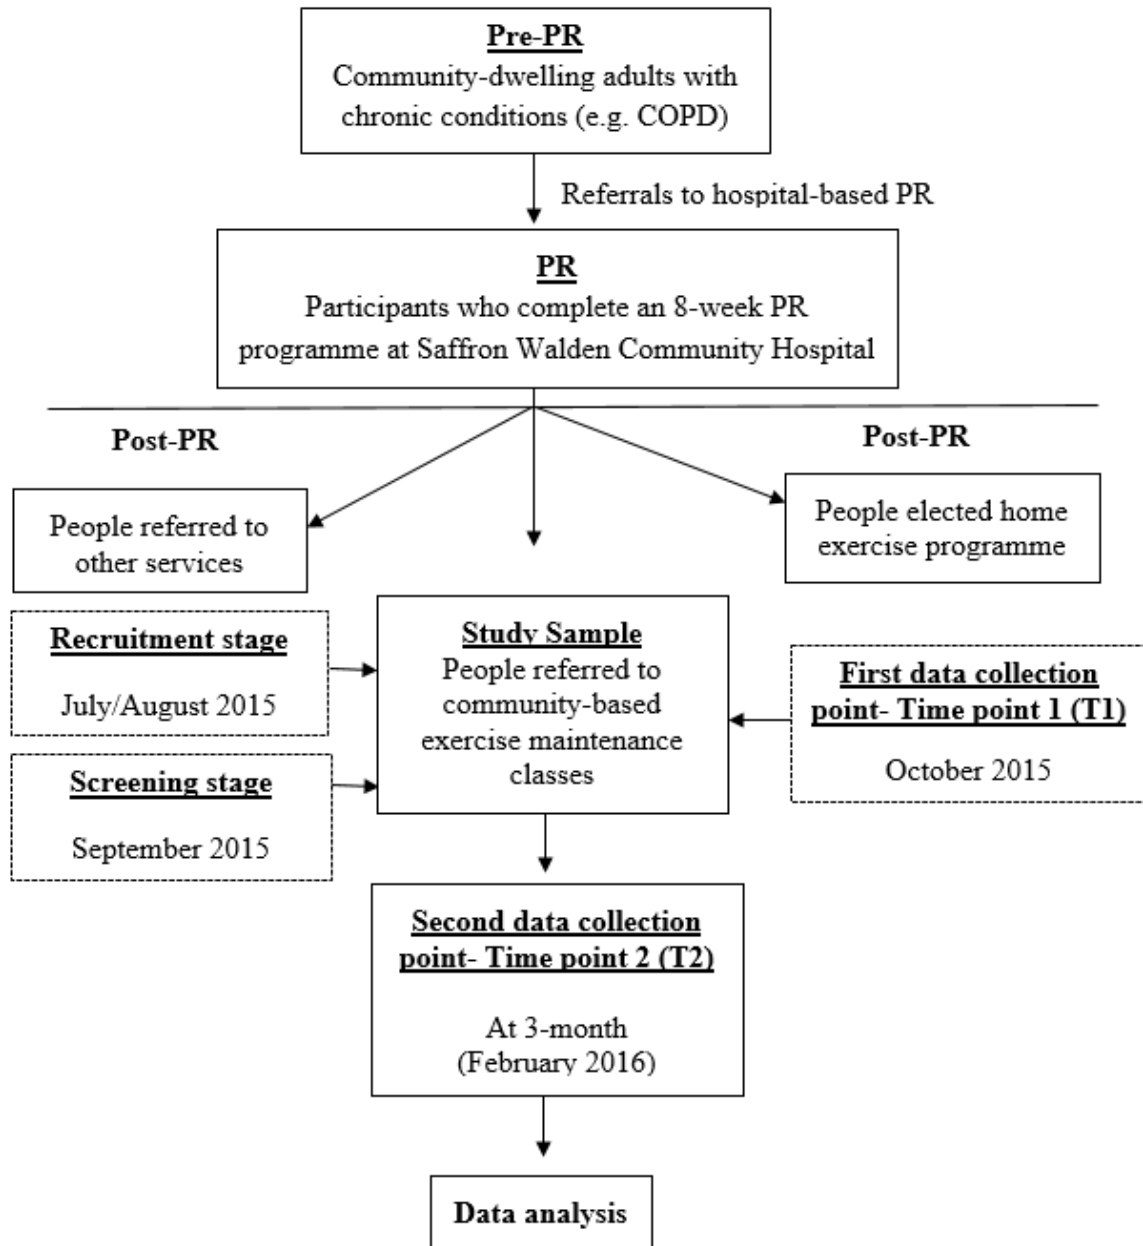 Pre-PR
Community-dwelling adults with
chronic conditions (e.g. COPD)
Referrals to hospital-based PR
PR
Participants who complete an 8-week PR
programme at Saffron Walden Community Hospital
Post-PR
Post-PR
People referred to
other services
People elected home
exercise programme
Recruitment stage
July/August 2015
Study Sample
People referred to
community-based
exercise maintenance
classes
First data collection
point- Time point 1 (T1)
October 2015
Screening stage
September 2015
Second data collection
point- Time point 2 (T2)
At 3-month
(February 2016)
Data analysis